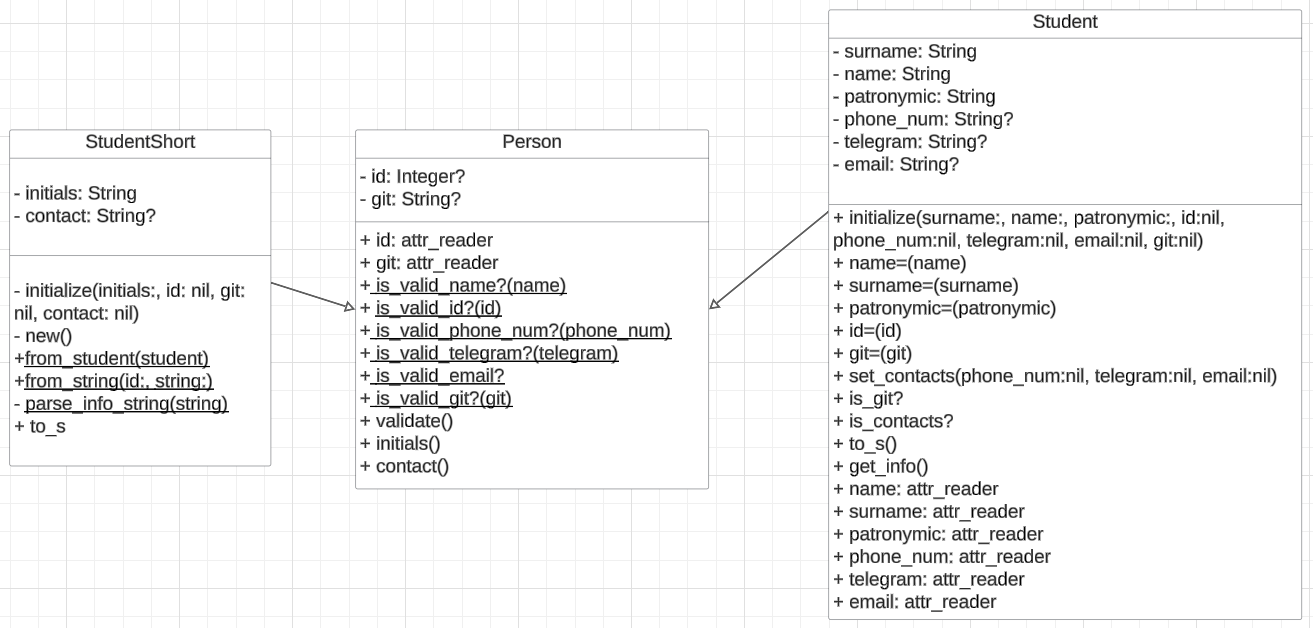 StudentShort
- initials: String
- contact: String?
- initialize(initials:, id: nil, git:
nil, contact: nil)
- new()
+from_student(student)
+from_string(id:, string:)
- parse_info_string(string)
+ to_s
Person
- id: Integer?
- git: String?
+ id: attr_reader
+ git: attr_reader
+ is_valid_name?(name)
+ is_valid_id?(id)
+ is_valid_phone_num?(phone_num)
+ is_valid_telegram?(telegram)
+ is_valid_email?
+ is_valid_git?(git)
+ validate()
+ initials()
+ contact()
Student
- surname: String
- name: String
- patronymic: String
- phone_num: String?
- telegram: String?
- email: String?
+ initialize(surname:, name:, patronymic:, id:nil,
phone_num:nil, telegram:nil, email:nil, git:nil)
+ name=(name)
+ surname=(surname)
+ patronymic=(patronymic)
+ id=(id)
+ git=(git)
+ set_contacts(phone_num:nil, telegram:nil, email:nil)
+ is_git?
+ is_contacts?
+ to_s()
+ get_info()
+ name: attr_reader
+ surname: attr_reader
+ patronymic: attr_reader
+ phone_num: attr_reader
+ telegram: attr_reader
+ email: attr_reader